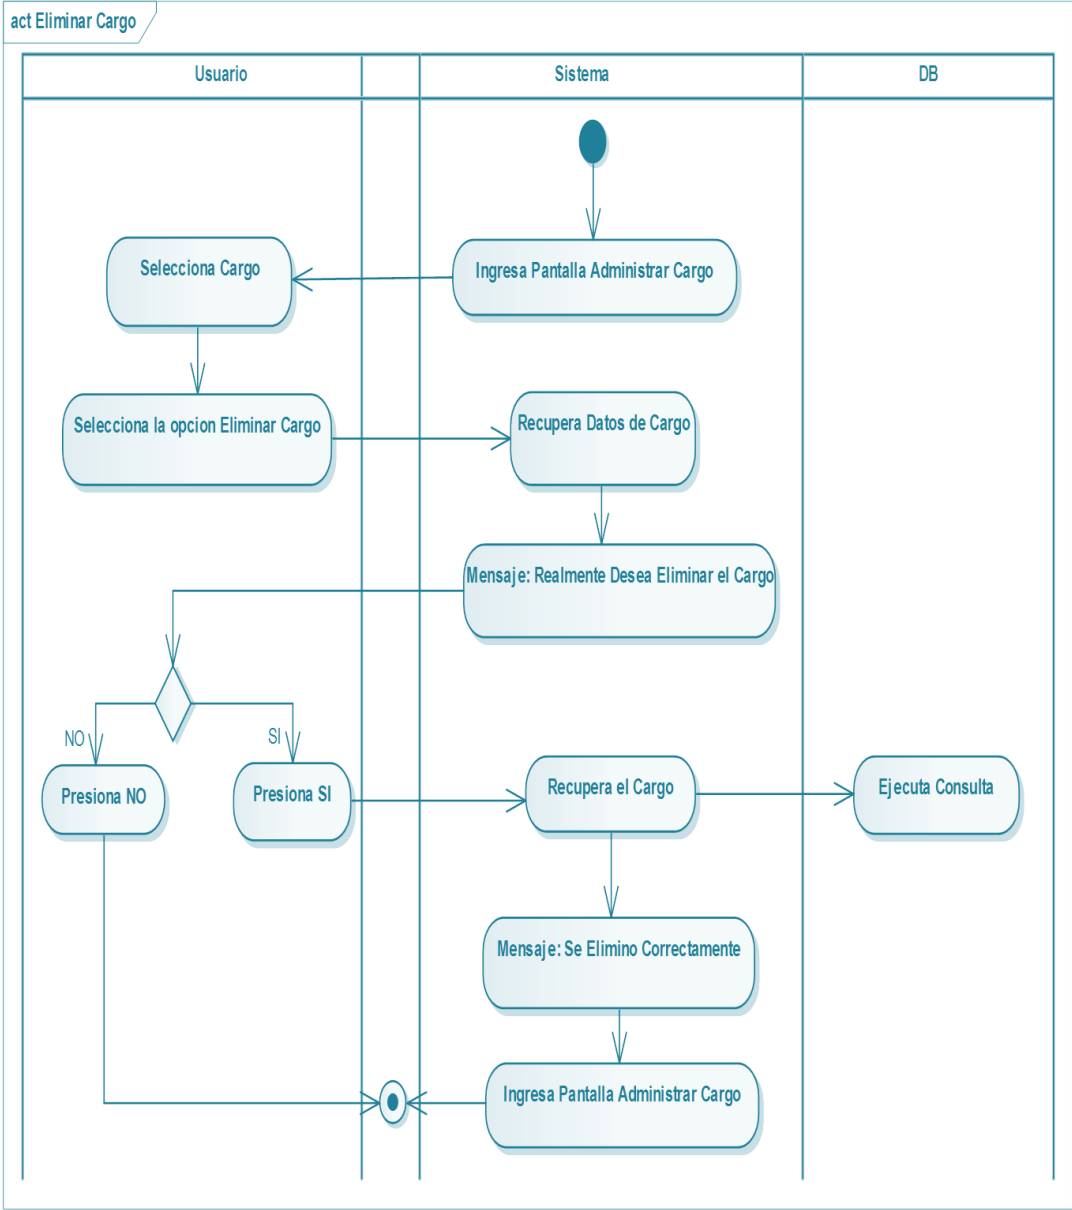 act Eliminar Cargo
Usuario
Sistema
DB
Ingresa Pantalla Administrar Cargo
Selecciona Cargo
Selecciona la opcion Eliminar Cargo
Recupera Datos de Cargo
Mensaje: Realmente Desea Eliminar el Cargo
NO
SI
Presiona NO
Presiona SI
Recupera el Cargo
Ejecuta Consulta
Mensaje: Se Elimino Correctamente
Ingresa Pantalla Administrar Cargo